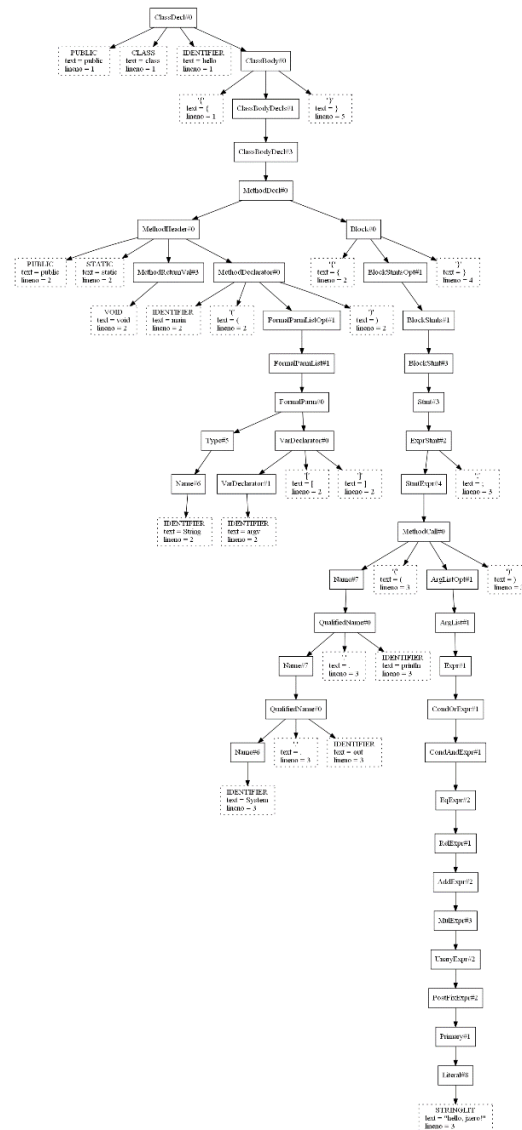 ClassDecl#0
PUBLIC
text = public
lineno = 1
CLASS
text = class
lineno = 1
IDENTIFIER
text = hello
lineno = 1
ClassBody#0
'{'
text = {
lineno = 1
ClassBodyDecls#1
'}'
text = }
lineno = 5
ClassBodyDecl#3
MethodDecl#0
MethodHeader#0
Block#0
PUBLIC
text = public
lineno = 2
STATIC
text = static
lineno = 2
MethodReturnVal#3
MethodDeclarator#0
'{'
text = {
lineno = 2
BlockStmtsOpt#1
'}'
text = }
lineno = 4
VOID
text = void
lineno = 2
IDENTIFIER
text = main
lineno = 2
'('
text = (
lineno = 2
FormalParmListOpt#1
')'
text = )
lineno = 2
BlockStmts#1
FormalParmList#1
BlockStmt#3
FormalParm#0
Stmt#3
Type#5
VarDeclarator#0
ExprStmt#2
Name#6
VarDeclarator#1
'['
text = [
lineno = 2
']'
text = ]
lineno = 2
StmtExpr#4
';'
text = ;
lineno = 3
IDENTIFIER
text = String
lineno = 2
IDENTIFIER
text = argv
lineno = 2
MethodCall#0
Name#7
'('
text = (
lineno = 3
ArgListOpt#1
')'
text = )
lineno =
QualifiedName#0
ArgList#1
Name#7
'.'
text = .
lineno = 3
IDENTIFIER
text = println
lineno = 3
Expr#1
QualifiedName#0
CondOrExpr#1
Name#6
'.'
text = .
lineno = 3
IDENTIFIER
text = out
lineno = 3
CondAndExpr#1
IDENTIFIER
text = System
lineno = 3
EqExpr#2
RelExpr#1
AddExpr#2
MulExpr#3
UnaryExpr#2
PostFixExpr#2
Primary#1
Literal#
STRINGLIT
text = "hello, jzero!"
lineno = 3